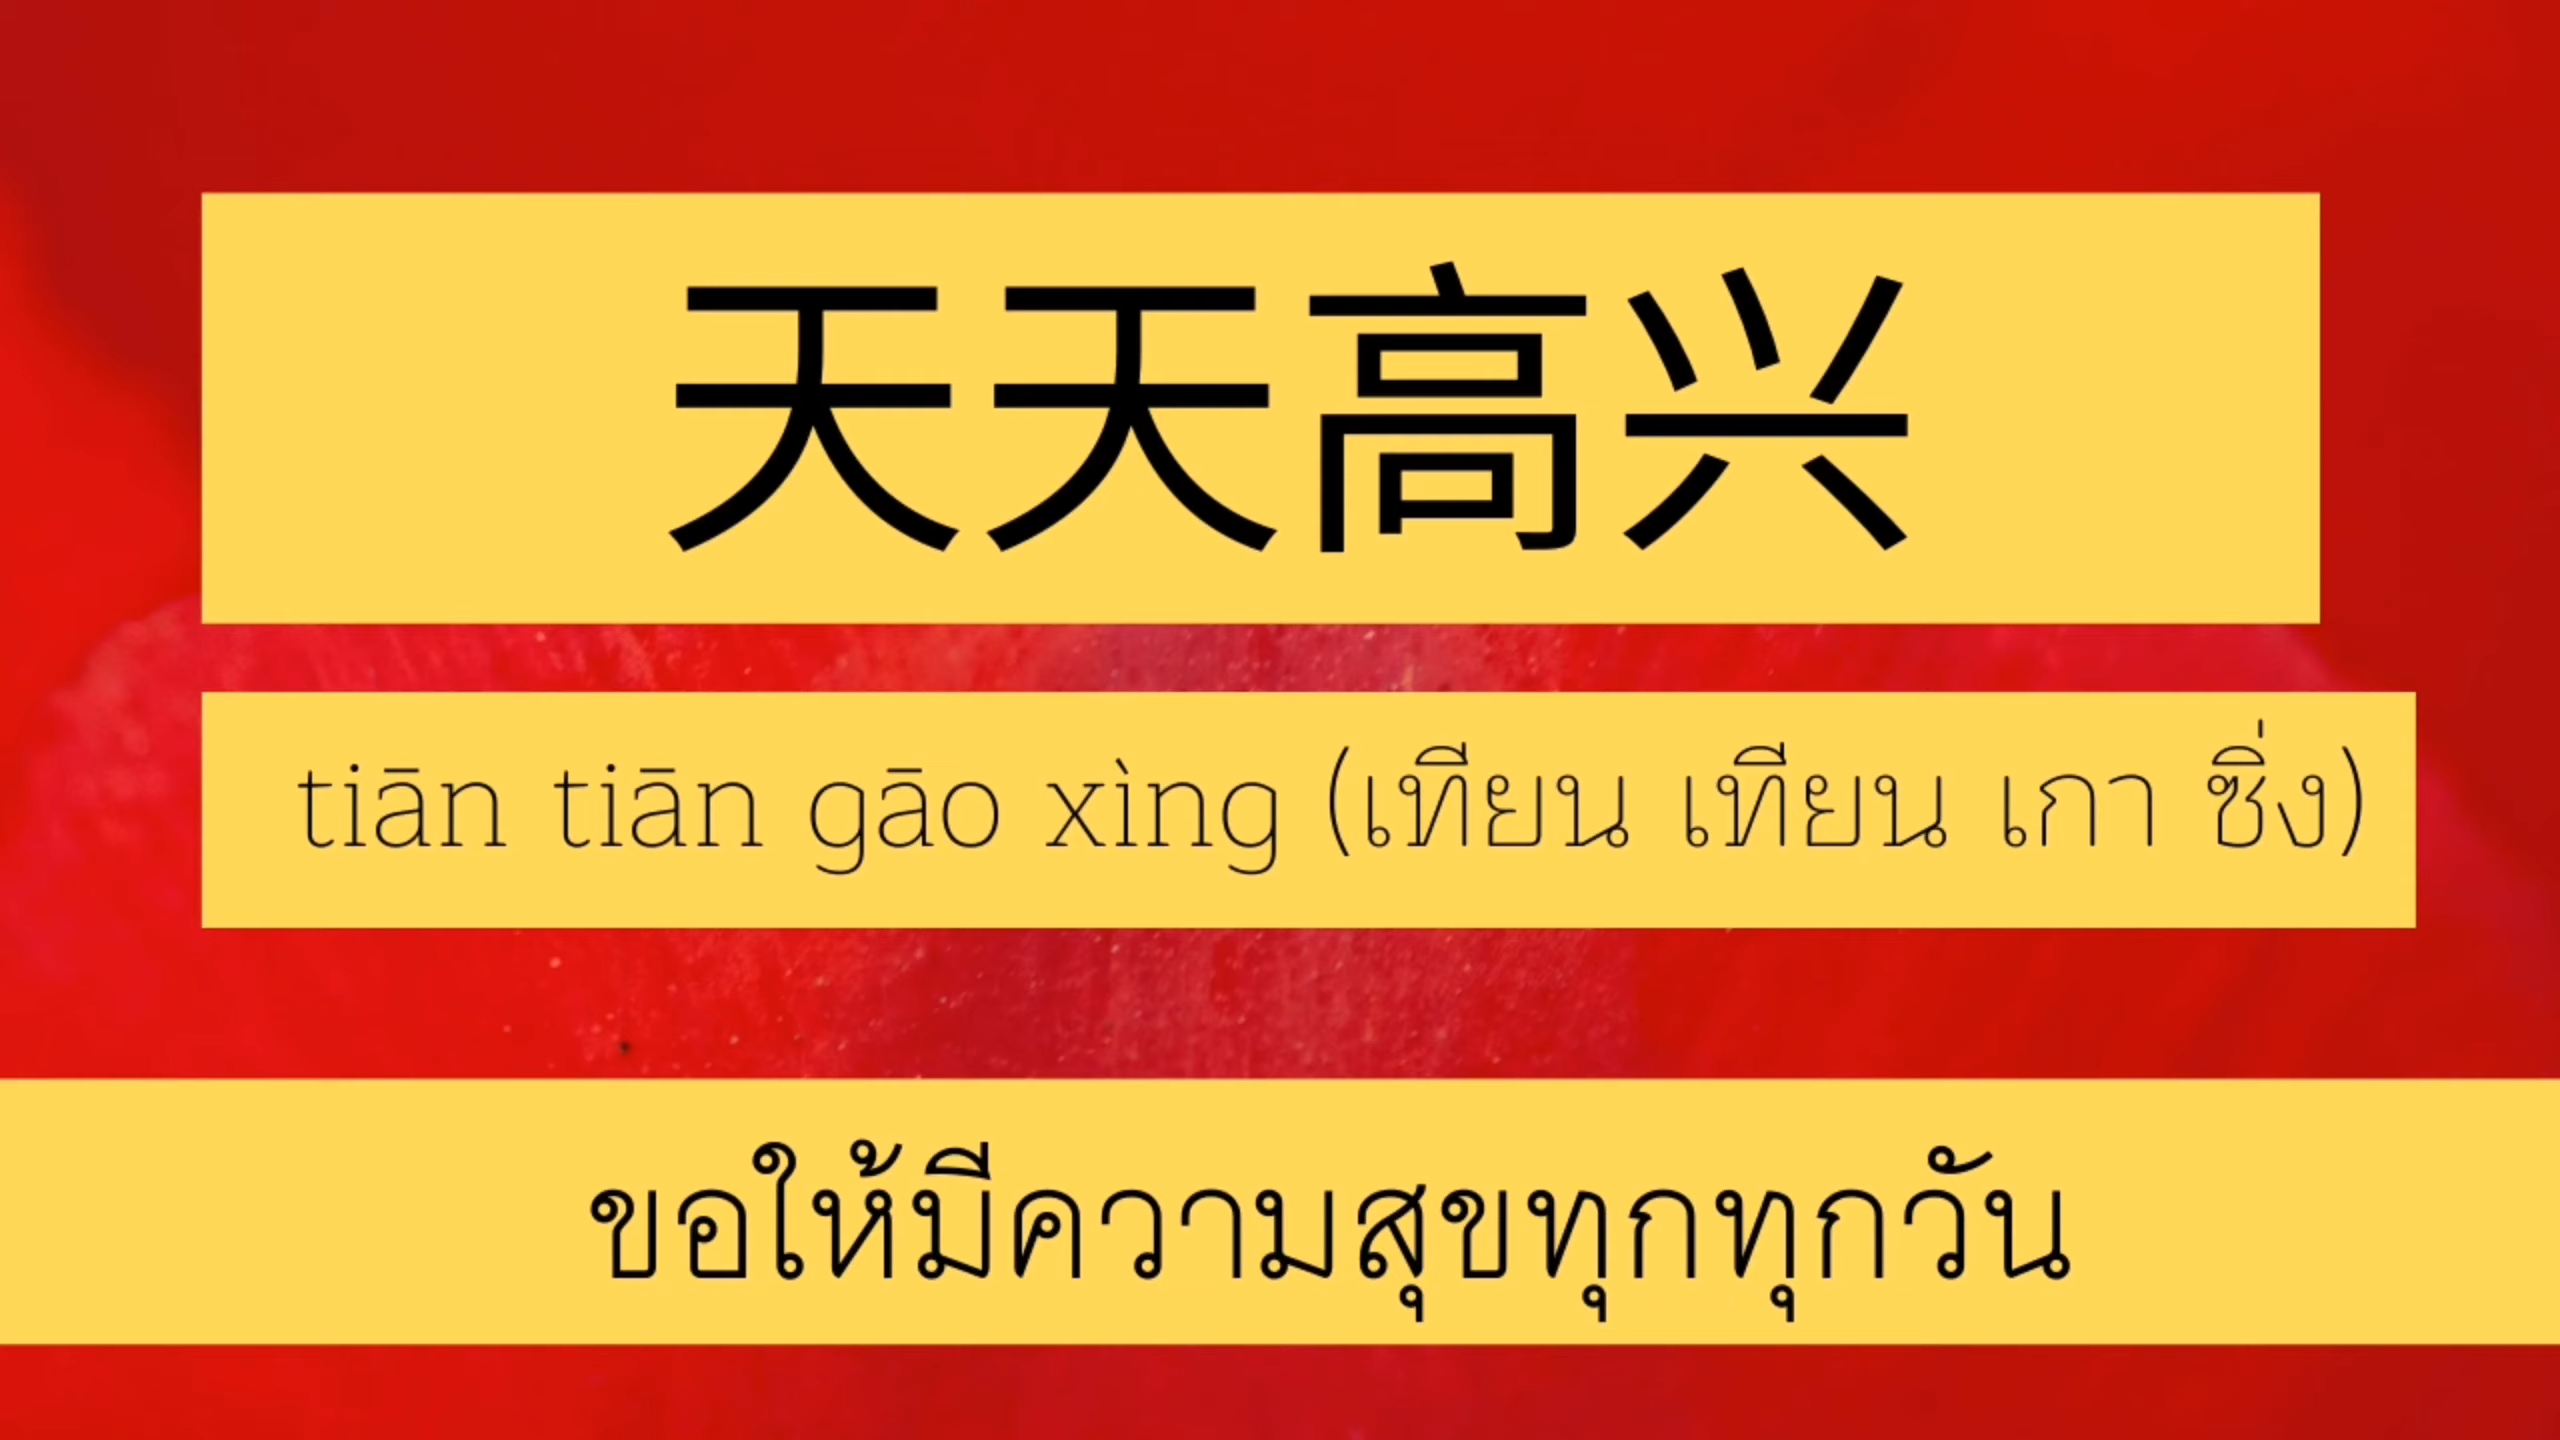 天天高兴
tiān tiān gāo xìng (เทียน เทียน เกา ซิ่ง)
ขอให้มีความสุขทุกทุกวัน